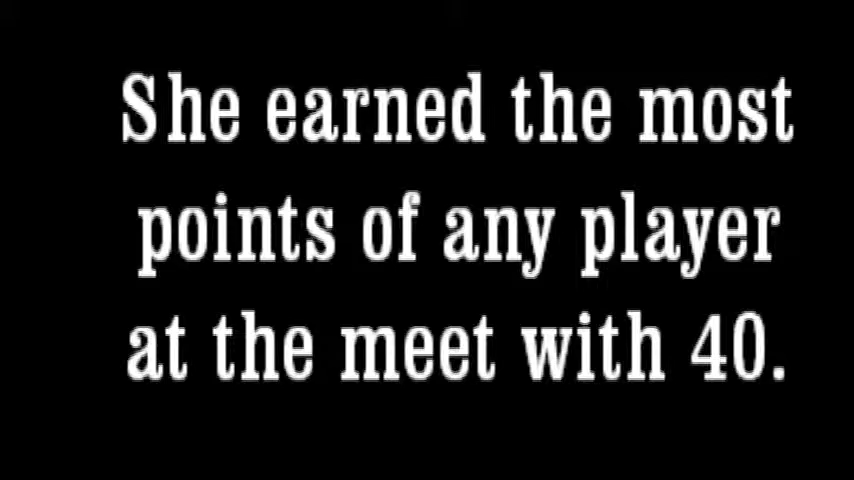 She earned the most
points of any player
at the meet with 40.